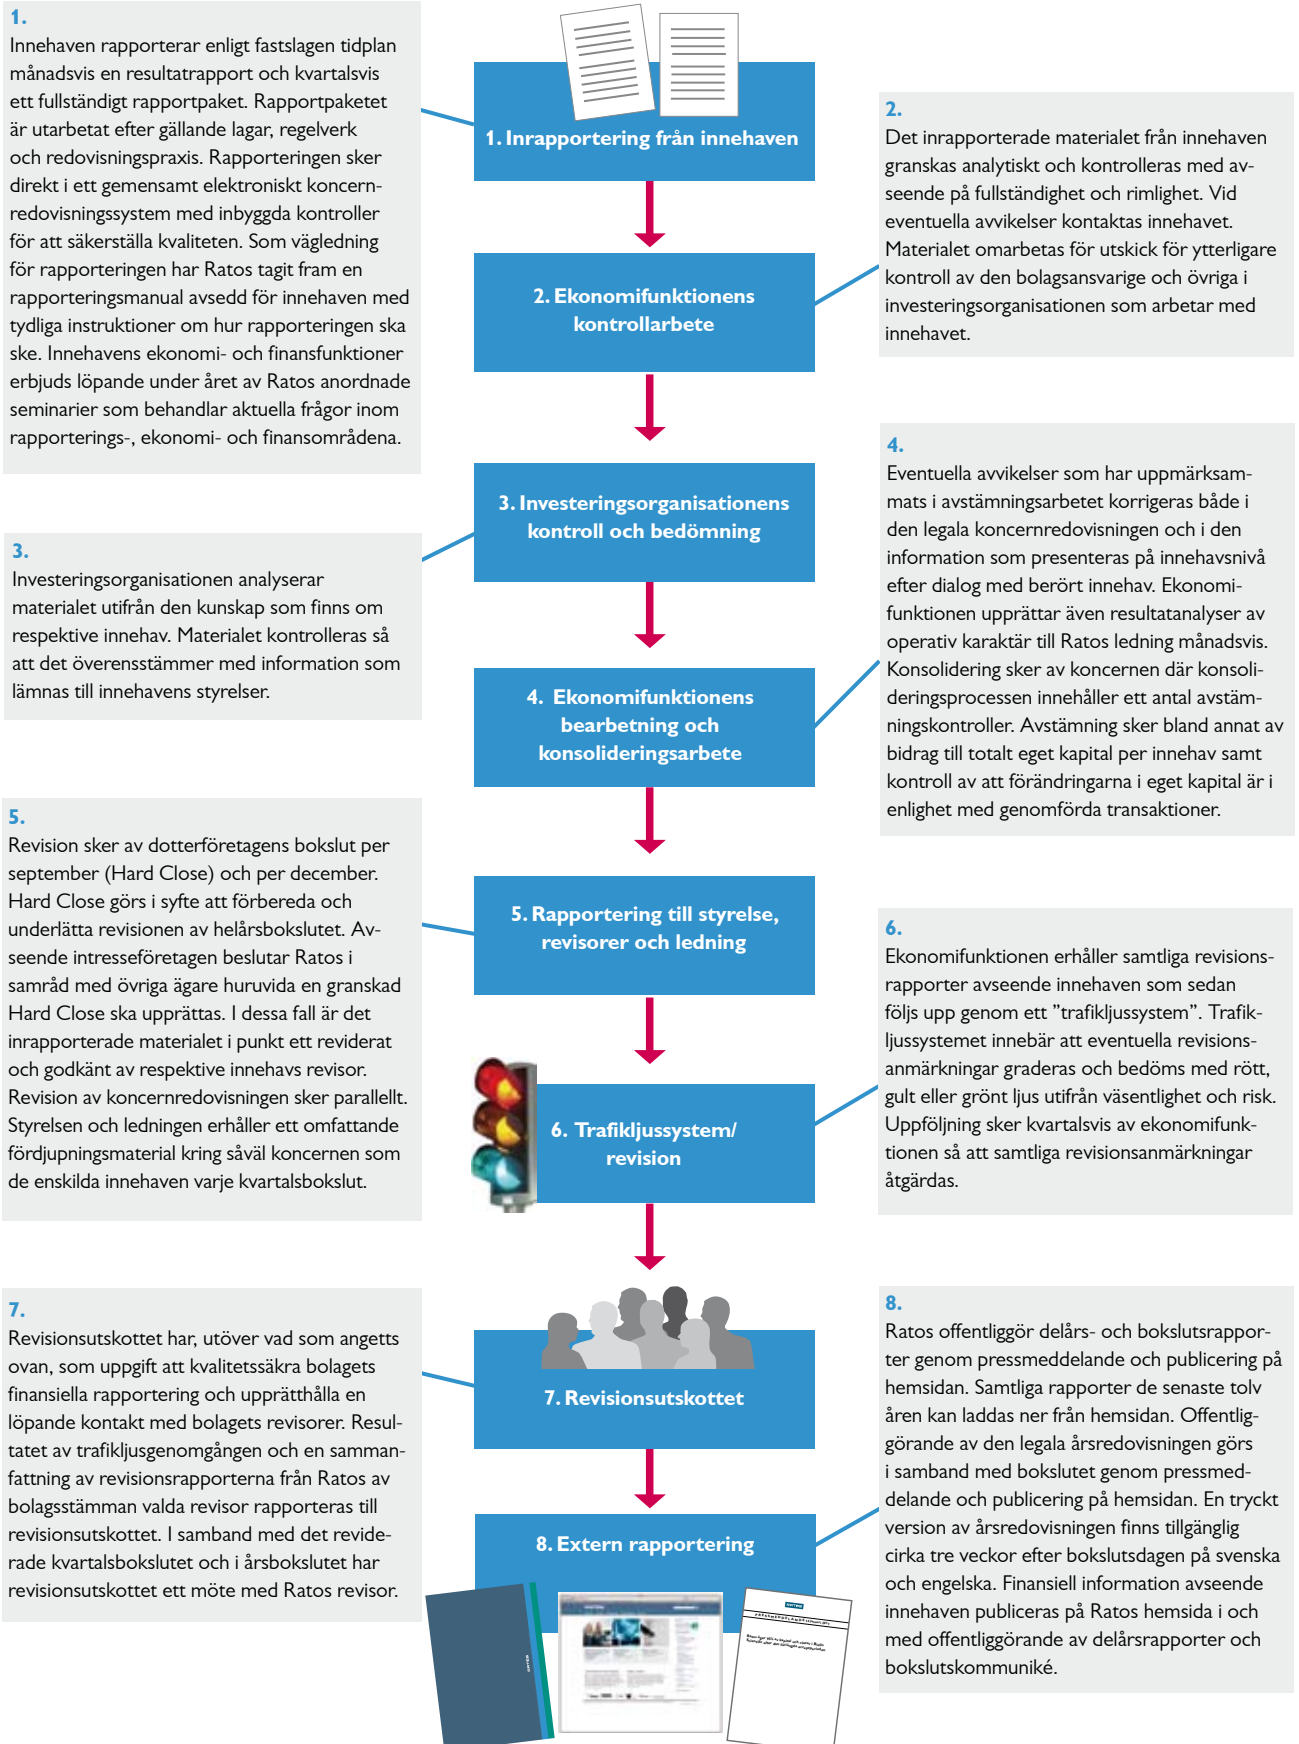 1.
Innehaven rapporterar enligt fastslagen tidplan
månadsvis en resultatrapport och kvartalsvis
ett fullständigt rapportpaket. Rapportpaketet
är utarbetat efter gällande lagar, regelverk
och redovisningspraxis. Rapporteringen sker
direkt i ett gemensamt elektroniskt koncern-
redovisningssystem med inbyggda kontroller
för att säkerställa kvaliteten. Som vägledning
för rapporteringen har Ratos tagit fram en
rapporteringsmanual avsedd för innehaven med
tydliga instruktioner om hur rapporteringen ska
ske. Innehavens ekonomi- och finansfunktioner
erbjuds löpande under året av Ratos anordnade
seminarier som behandlar aktuella frågor inom
rapporterings-, ekonomi- och finansområdena.
1. Inrapportering från innehaven
2.
Det inrapporterade materialet från innehaven
granskas analytiskt och kontrolleras med av-
seende på fullständighet och rimlighet. Vid
eventuella avvikelser kontaktas innehavet.
Materialet omarbetas för utskick för ytterligare
kontroll av den bolagsansvarige och övriga i
investeringsorganisationen som arbetar med
innehavet.
2. Ekonomifunktionens
kontrollarbete
3. Investeringsorganisationens
kontroll och bedömning
3.
Investeringsorganisationen analyserar
materialet utifrån den kunskap som finns om
respektive innehav. Materialet kontrolleras så
att det överensstämmer med information som
lämnas till innehavens styrelser.
4.
Eventuella avvikelser som har uppmärksam-
mats i avstämningsarbetet korrigeras både i
den legala koncernredovisningen och i den
information som presenteras på innehavsnivå
efter dialog med berört innehav. Ekonomi-
funktionen upprättar även resultatanalyser av
operativ karaktär till Ratos ledning månadsvis.
Konsolidering sker av koncernen där konsoli-
deringsprocessen innehåller ett antal avstäm-
ningskontroller. Avstämning sker bland annat av
bidrag till totalt eget kapital per innehav samt
kontroll av att förändringarna i eget kapital är i
enlighet med genomförda transaktioner.
4. Ekonomifunktionens
bearbetning och
konsolideringsarbete
5.
Revision sker av dotterföretagens bokslut per
september (Hard Close) och per december.
Hard Close görs i syfte att förbereda och
underlätta revisionen av helårsbokslutet. Av-
seende intresseföretagen beslutar Ratos i
samråd med övriga ägare huruvida en granskad
Hard Close ska upprättas. I dessa fall är det
inrapporterade materialet i punkt ett reviderat
och godkänt av respektive innehavs revisor.
Revision av koncernredovisningen sker parallellt.
Styrelsen och ledningen erhåller ett omfattande
fördjupningsmaterial kring såväl koncernen som
de enskilda innehaven varje kvartalsbokslut.
5. Rapportering till styrelse,
revisorer och ledning
6.
Ekonomifunktionen erhåller samtliga revisions-
rapporter avseende innehaven som sedan
följs upp genom ett ”trafikljussystem”. Trafik-
ljussystemet innebär att eventuella revisions-
anmärkningar graderas och bedöms med rött,
gult eller grönt ljus utifrån väsentlighet och risk.
Uppföljning sker kvartalsvis av ekonomifunk-
tionen så att samtliga revisionsanmärkningar
åtgärdas.
6. Trafikljussystem/
revision
7.
Revisionsutskottet har, utöver vad som angetts
ovan, som uppgift att kvalitetssäkra bolagets
finansiella rapportering och upprätthålla en
löpande kontakt med bolagets revisorer. Resul-
tatet av trafikljusgenomgången och en samman-
fattning av revisionsrapporterna från Ratos av
bolagsstämman valda revisor rapporteras till
revisionsutskottet. I samband med det revide-
rade kvartalsbokslutet och i årsbokslutet har
revisionsutskottet ett möte med Ratos revisor.
7. Revisionsutskottet
8.
Ratos offentliggör delårs- och bokslutsrappor-
ter genom pressmeddelande och publicering på
hemsidan. Samtliga rapporter de senaste tolv
åren kan laddas ner från hemsidan. Offentlig-
görande av den legala årsredovisningen görs
i samband med bokslutet genom pressmed-
delande och publicering på hemsidan. En tryckt
version av årsredovisningen finns tillgänglig
cirka tre veckor efter bokslutsdagen på svenska
och engelska. Finansiell information avseende
innehaven publiceras på Ratos hemsida i och
med offentliggörande av delårsrapporter och
bokslutskommuniké.
8. Extern rapportering